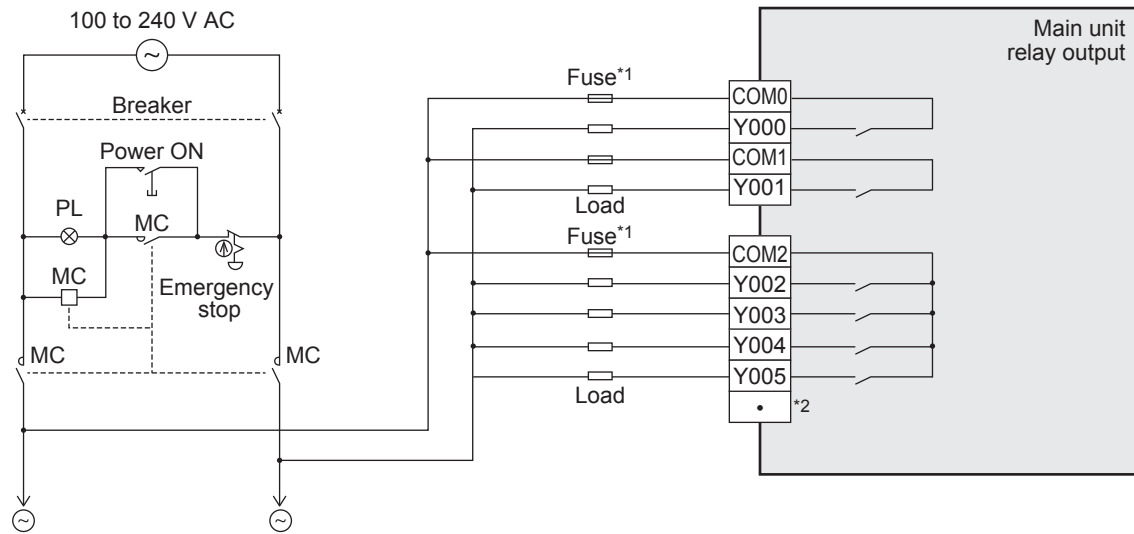 100 to 240 V AC
Main unit
relay output
Breaker
Power ON
PL
MC
MC
Emergency
stop
MC
MC
Fuse*1
COM0
Y000
COM1
Y001
Load
Fuse*1
COM2
Y002
Y003
Y004
Y005
Load
• *2
~
~
~